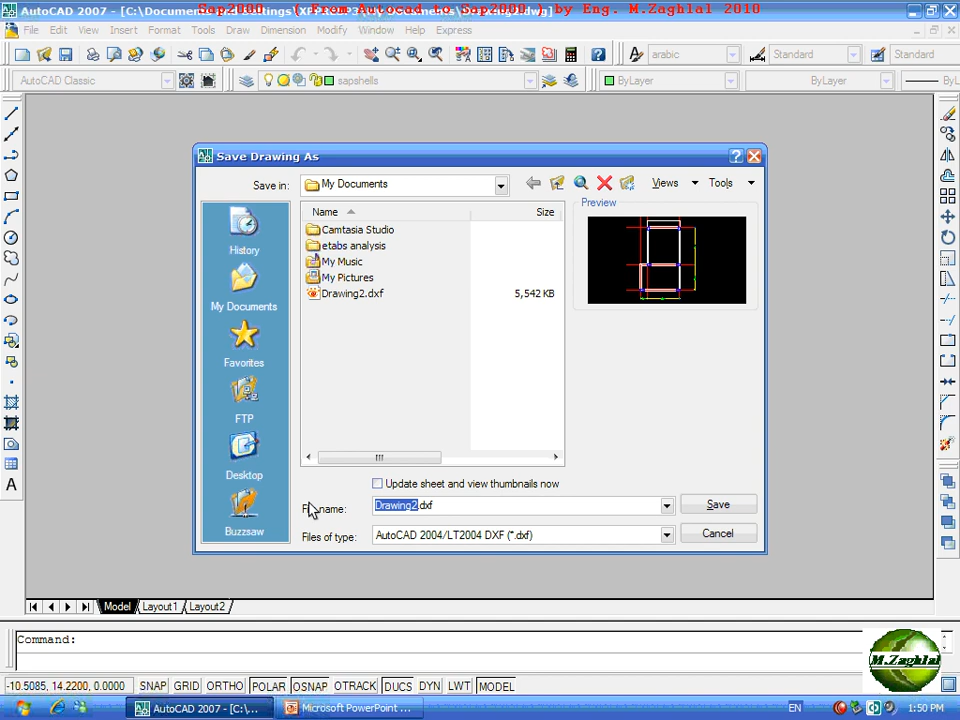 AutoCAD 2007 - [C:\Doc
Sap2000 (From Autocad to Sap2000 ) by Eng. M.Zaghlal 2010
File Edit View Insert Format Tools Draw Dimension Modify Window Help Express
arabic Standard Standard
AutoCAD Classic sapshells ByLayer ByLayer ByL
Save Drawing As
Save in: My Documents Views Tools
Name Size Preview
Camtasia Studio
etabs analysis
My Music
My Pictures
Drawing2.dxf 5,542 KB
History
My Documents
Favorites
FTP
Desktop
Buzzsaw
Update sheet and view thumbnails now
name: Drawing2.dxf Save
Files of type: AutoCAD 2004/LT2004 DXF (*.dxf) Cancel
Model Layout1 Layout2
Command:
M.Zaghlal
-10.5085, 14.2200, 0.0000 SNAP GRID ORTHO POLAR OSNAP OTRACK DUCS DYN LWT MODEL
AutoCAD 2007 - [C:\... Microsoft PowerPoint ... EN 1:50 PM